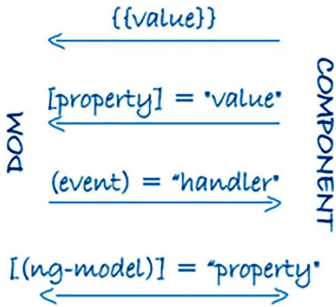 {{value}}
[property] = "value"
(event) = "handler"
[(ng-model)] = "property"
DOM
COMPONENT